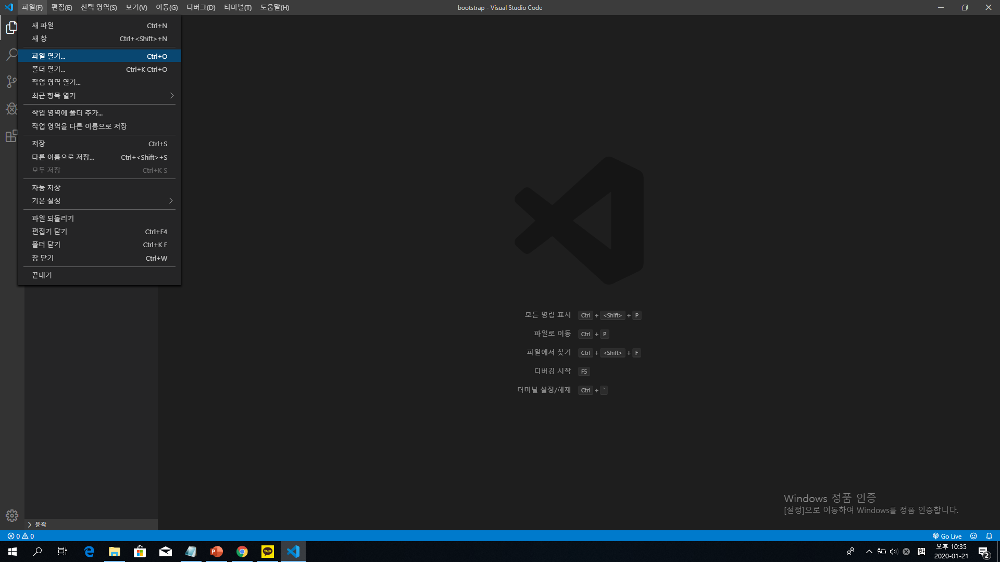 파일(F) 편집(E) 선택 영역(S) 보기(V) 이동(G) 디버그(D) 터미널(T) 도움말(H) bootstrap - Visual Studio Code
새 파일 Ctrl+N
새 창 Ctrl+<Shift>+N
파일 열기... Ctrl+O
폴더 열기... Ctrl+K Ctrl+O
작업 영역 열기...
최근 항목 열기
작업 영역에 폴더 추가...
작업 영역을 다른 이름으로 저장
저장 Ctrl+S
다른 이름으로 저장... Ctrl+<Shift>+S
모두 저장 Ctrl+K S
자동 저장
기본 설정
파일 되돌리기
편집기 닫기 Ctrl+F4
폴더 닫기 Ctrl+K F
창 닫기 Ctrl+W
끝내기
모든 명령 표시 Ctrl + <Shift> + P
파일로 이동 Ctrl + P
파일에서 찾기 Ctrl + <Shift> + F
디버깅 시작 F5
터미널 설정/해제 Ctrl + `
Windows 정품 인증
[설정]으로 이동하여 Windows를 정품 인증합니다.
윤곽
0 0 Go Live
P TALK 한 오후 10:35
2020-01-21 2